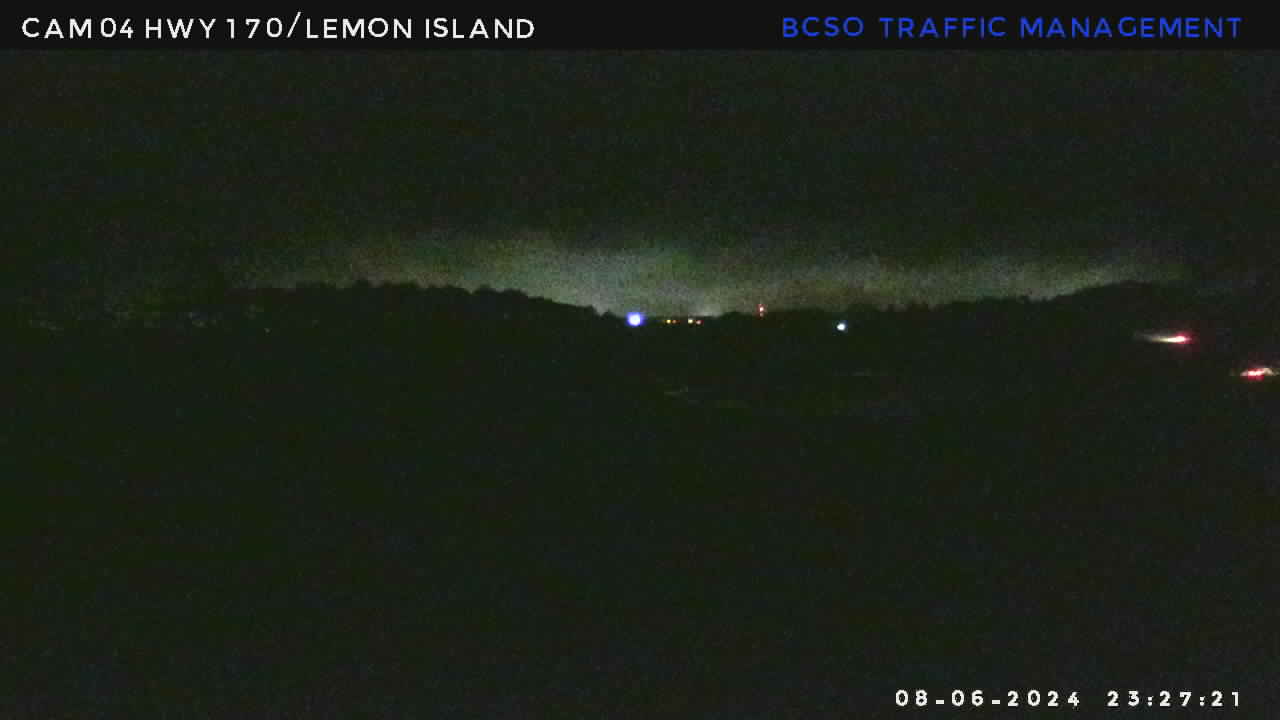 CAM04 HWY 170/LEMON ISLAND
BCSO TRAFFIC MANAGEMENT
08-06-2024 23:27:21